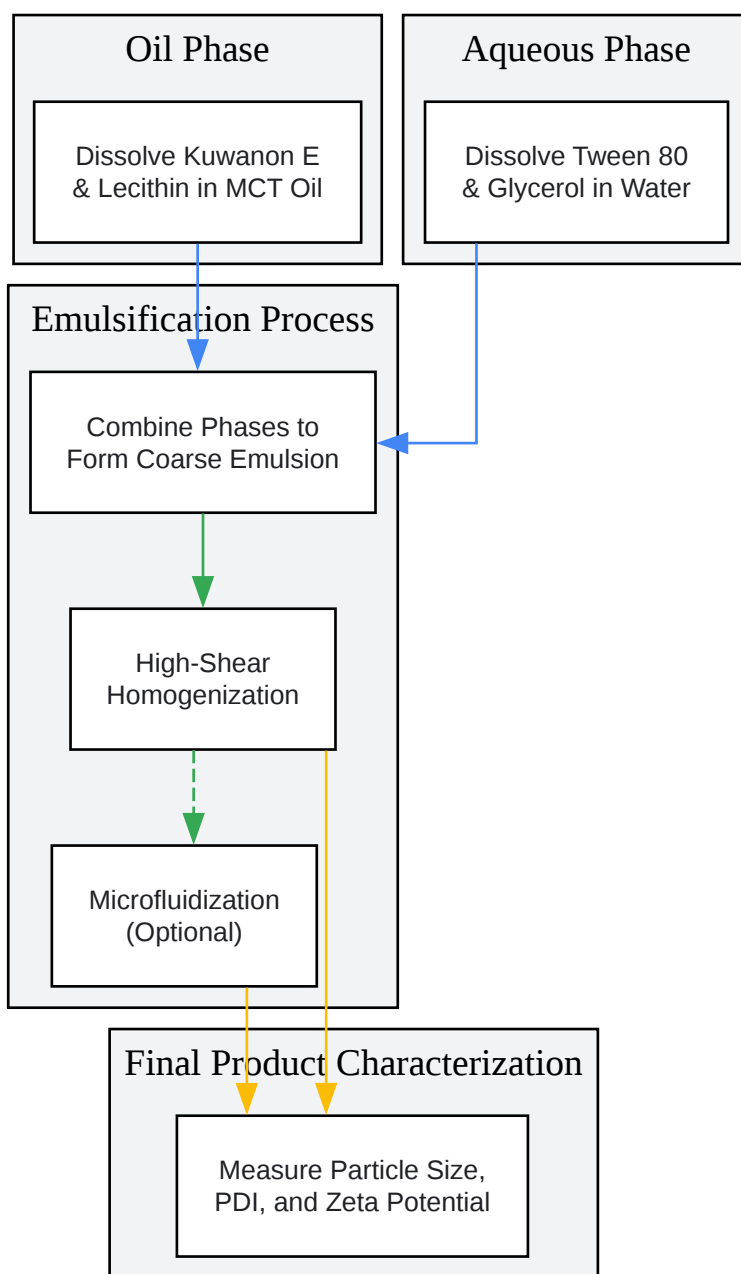 Oil Phase
Dissolve Kuwanon E
& Lecithin in MCT Oil
Aqueous Phase
Dissolve Tween 80
& Glycerol in Water
Emulsification Process
Combine Phases to
Form Coarse Emulsion
High-Shear
Homogenization
Microfluidization
(Optional)
Final Product Characterization
Measure Particle Size,
PDI, and Zeta Potential